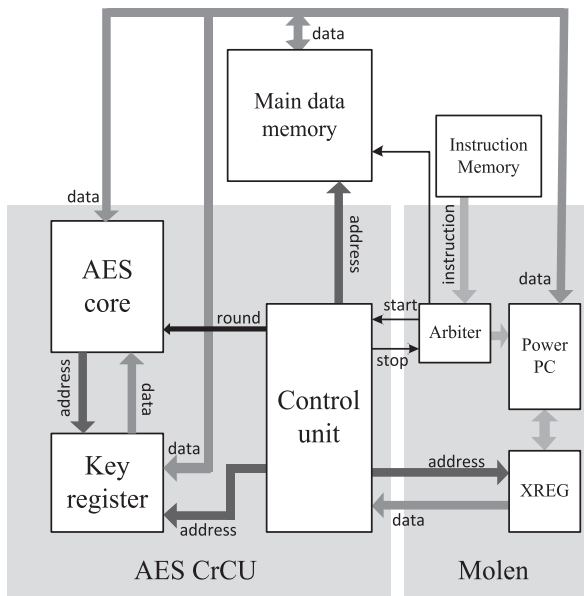 data
Main data
memory
Instruction
Memory
data
AES
core
address
instruction
data
round
start
Arbiter
stop
Power
PC
address
data
Control
unit
data
Key
register
address
address
XREG
data
AES CrCU
Molen